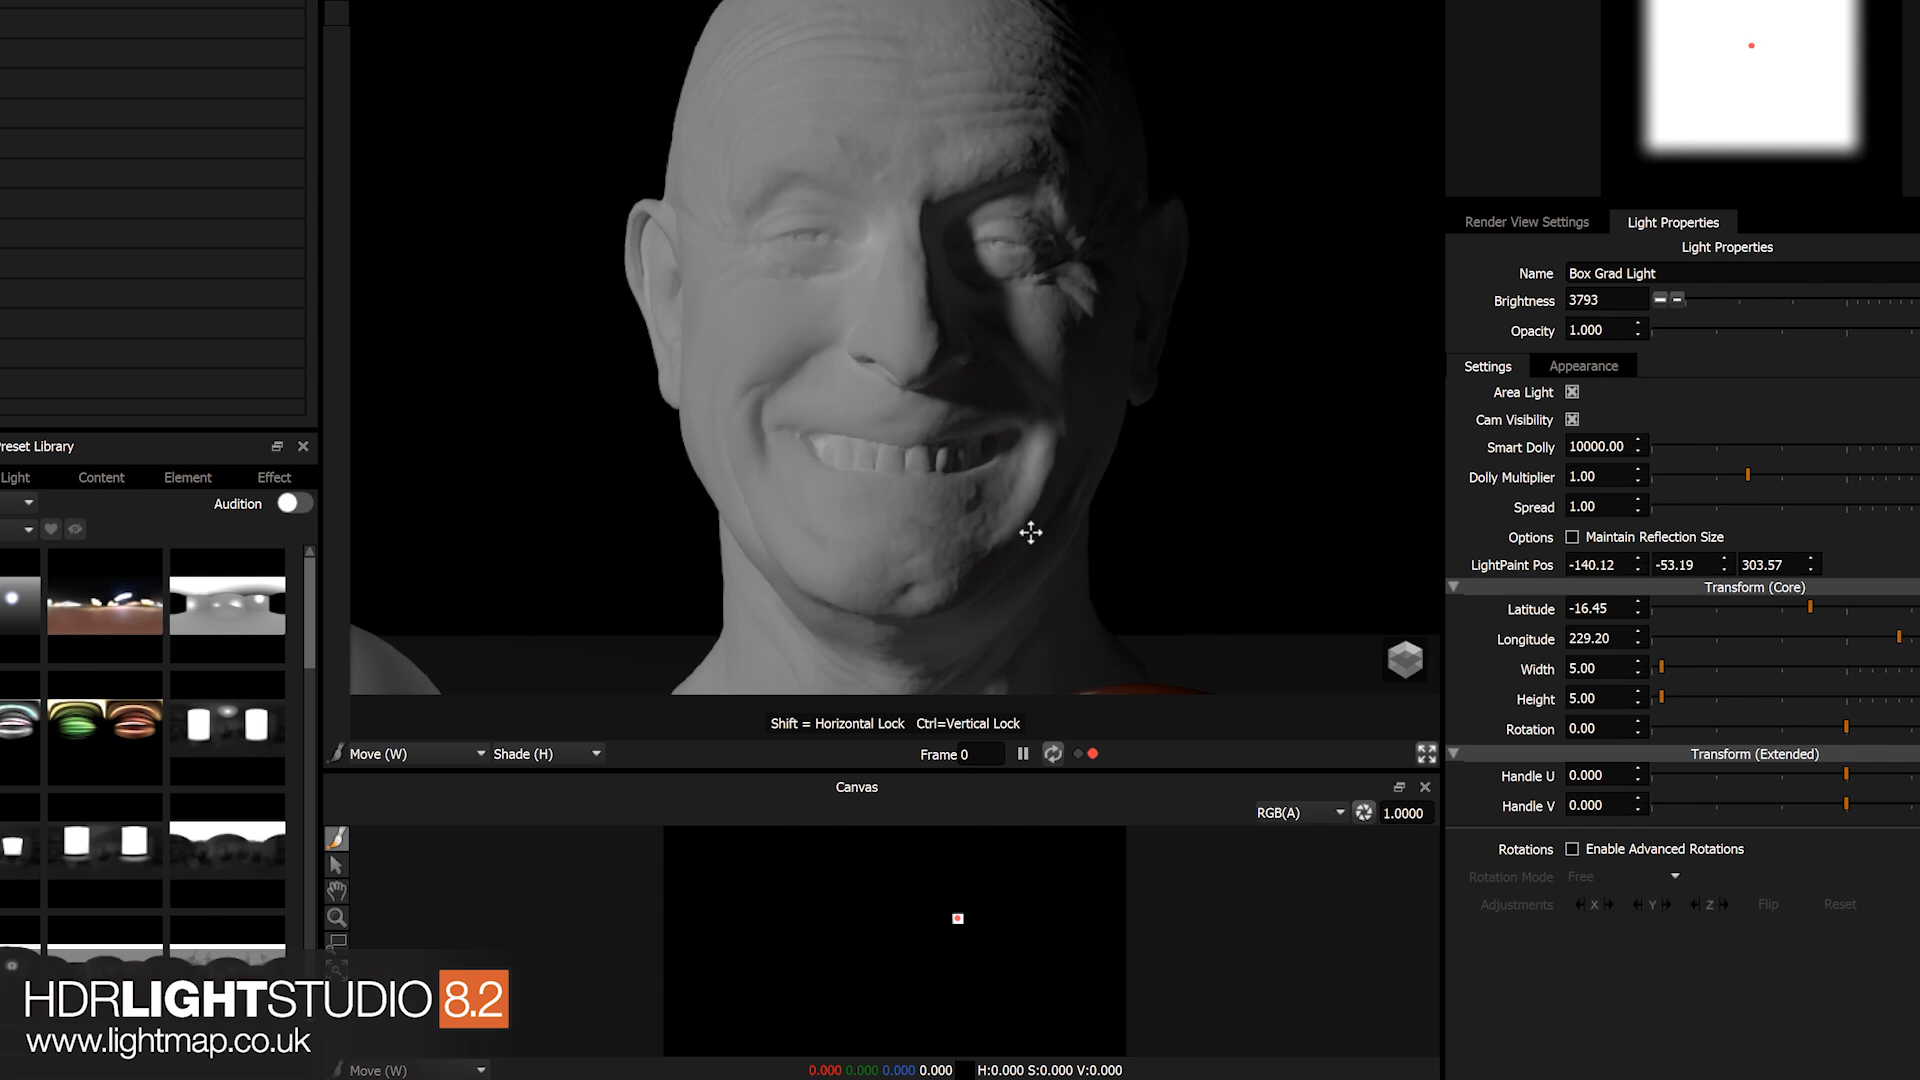 Preset Library
Light Content Element Effect
Audition
Shift = Horizontal Lock Ctrl=Vertical Lock
Move (W) Shade (H) Frame 0
Canvas
RGB(A) 1.0000
Move (W) 0.000 0.000 0.000 0.000 H:0.000 S:0.000 V:0.000
HDRLIGHTSTUDIO 8.2
www.lightmap.co.uk
Render View Settings Light Properties
Light Properties
Name Box Grad Light
Brightness 3793
Opacity 1.000
Settings Appearance
Area Light
Cam Visibility
Smart Dolly 10000.00
Dolly Multiplier 1.00
Spread 1.00
Options Maintain Reflection Size
LightPaint Pos -140.12 -53.19 303.57
Transform (Core)
Latitude -16.45
Longitude 229.20
Width 5.00
Height 5.00
Rotation 0.00
Transform (Extended)
Handle U 0.000
Handle V 0.000
Rotations Enable Advanced Rotations
Rotation Mode Free
Adjustments X Y Z Flip Reset